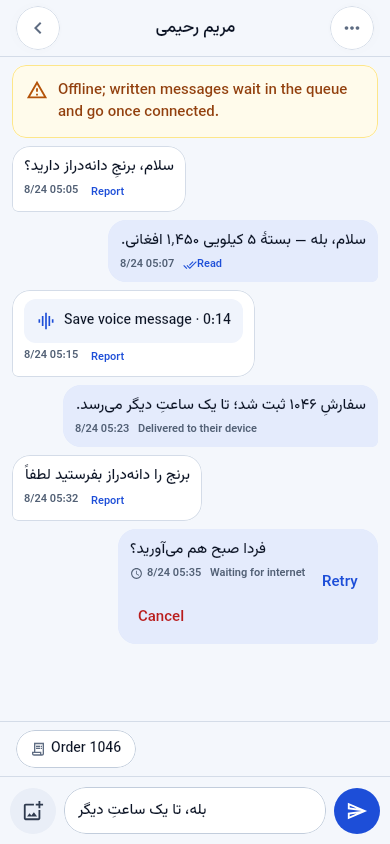 مریم رحیمی
Offline; written messages wait in the queue
and go once connected.
سلام، برنجِ دانه‌دراز دارید؟
8/24 05:05 Report
سلام، بله — بستهٔ ۵ کیلویی ۱٬۴۵۰ افغانی.
8/24 05:07 Read
Save voice message · 0:14
8/24 05:15 Report
سفارشِ ۱۰۴۶ ثبت شد؛ تا یک ساعتِ دیگر می‌رسد.
8/24 05:23 Delivered to their device
برنج را دانه‌دراز بفرستید لطفاً
8/24 05:32 Report
فردا صبح هم می‌آورید؟
8/24 05:35 Waiting for internet Retry
Cancel
Order 1046
بله، تا یک ساعتِ دیگر